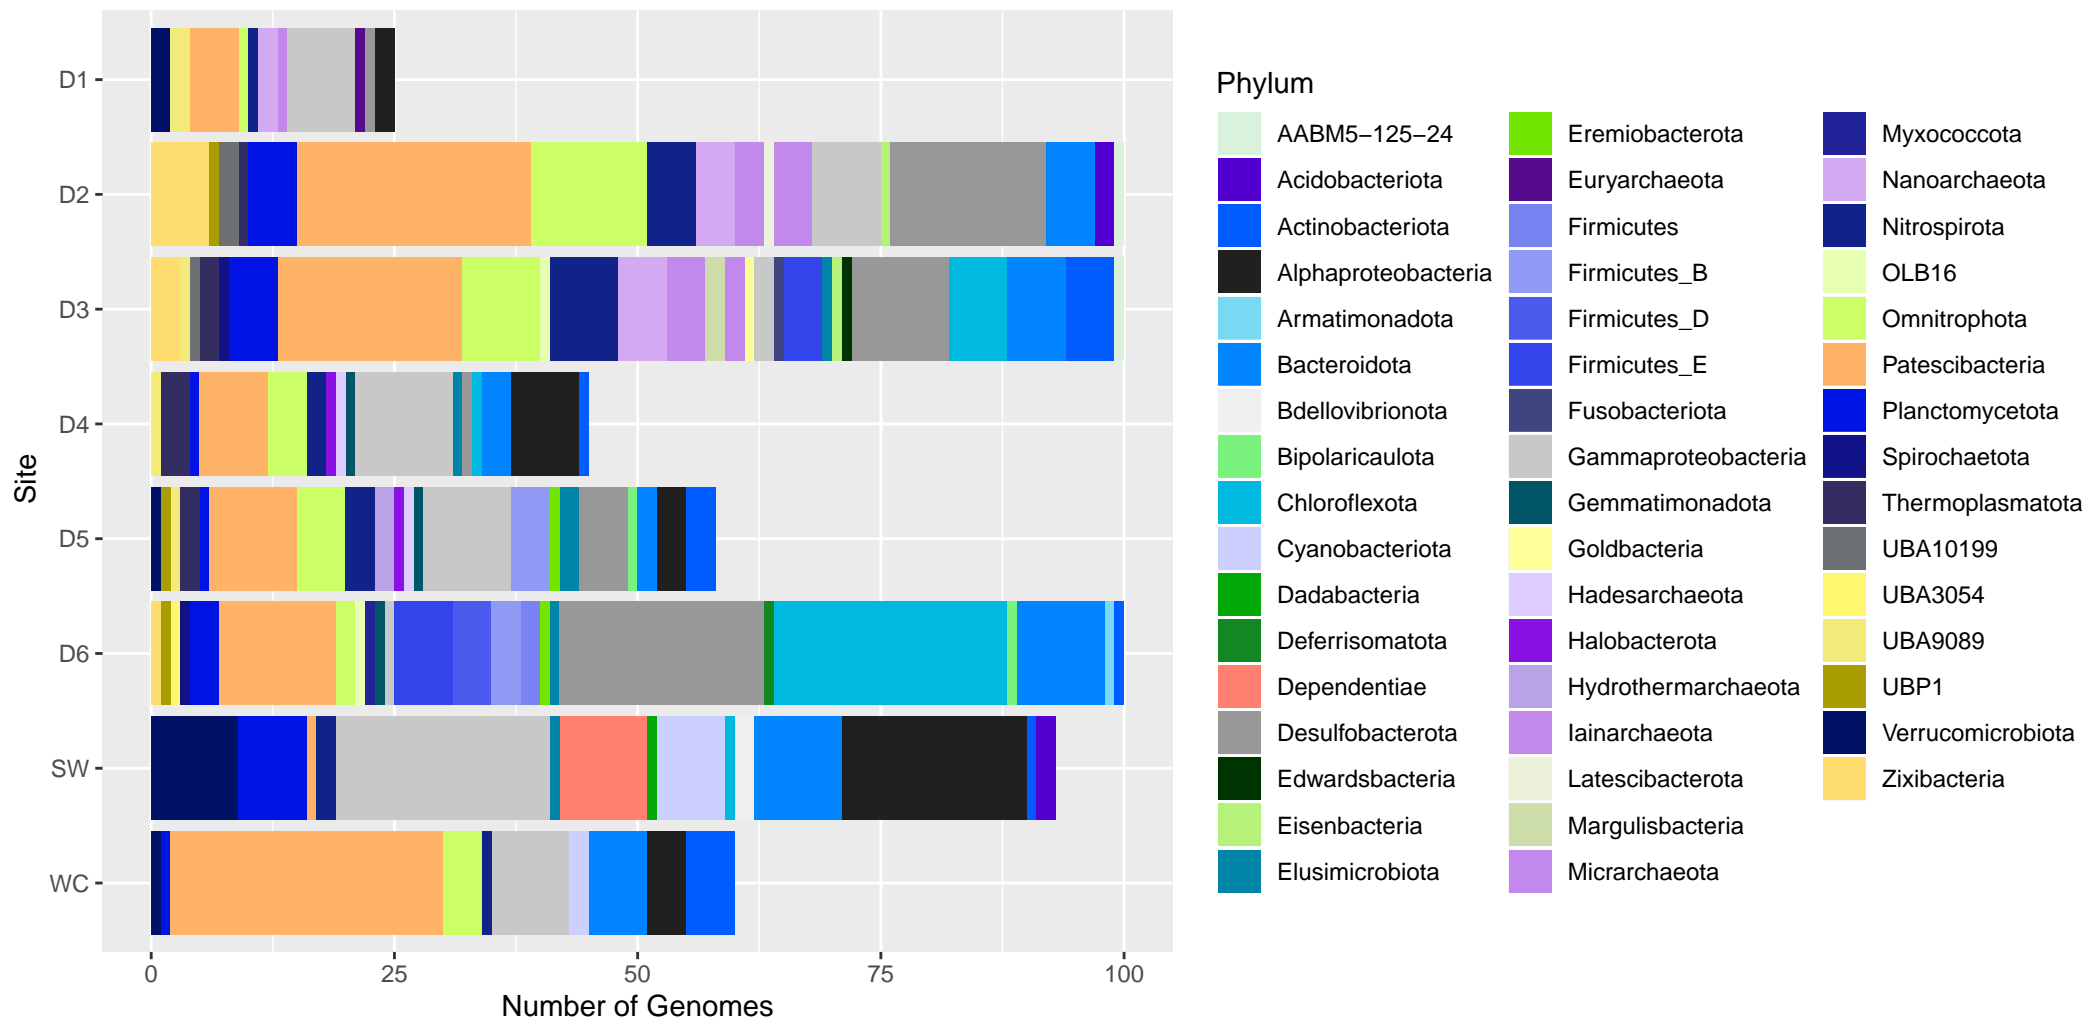 D1
D2
D3
D4
D5
D6
SW
WC
Site
0 25 50 75 100
Number of Genomes
Phylum
AABM5−125−24
Acidobacteriota
Actinobacteriota
Alphaproteobacteria
Armatimonadota
Bacteroidota
Bdellovibrionota
Bipolaricaulota
Chloroflexota
Cyanobacteriota
Dadabacteria
Deferrisomatota
Dependentiae
Desulfobacterota
Edwardsbacteria
Eisenbacteria
Elusimicrobiota
Eremiobacterota
Euryarchaeota
Firmicutes
Firmicutes_B
Firmicutes_D
Firmicutes_E
Fusobacteriota
Gammaproteobacteria
Gemmatimonadota
Goldbacteria
Hadesarchaeota
Halobacterota
Hydrothermarchaeota
Iainarchaeota
Latescibacterota
Margulisbacteria
Micrarchaeota
Myxococcota
Nanoarchaeota
Nitrospirota
OLB16
Omnitrophota
Patescibacteria
Planctomycetota
Spirochaetota
Thermoplasmatota
UBA10199
UBA3054
UBA9089
UBP1
Verrucomicrobiota
Zixibacteria